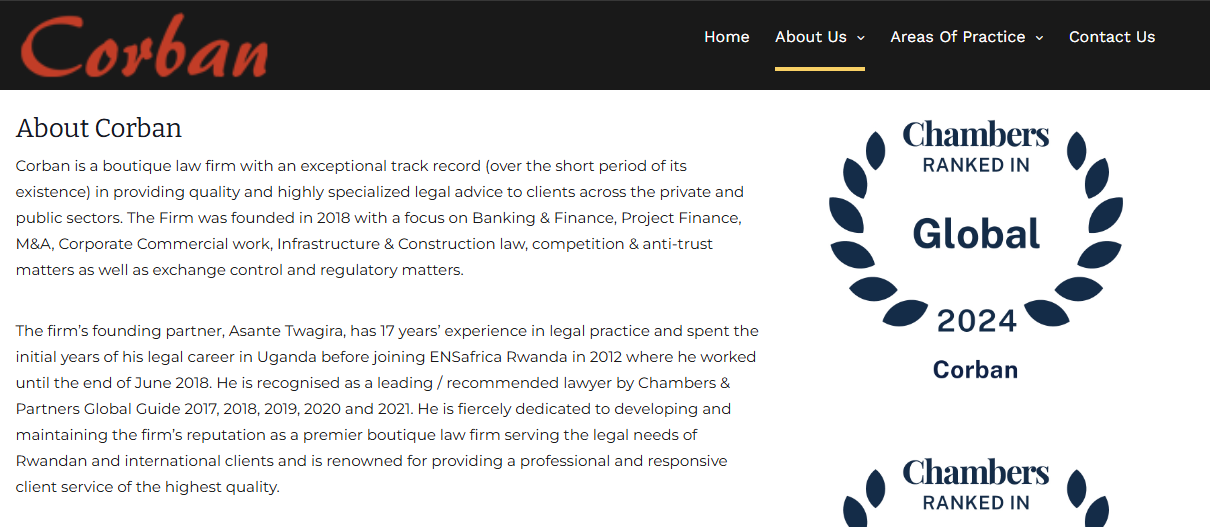 Corban
Home
About Us
Areas Of Practice
Contact Us
About Corban
Corban is a boutique law firm with an exceptional track record (over the short period of its
existence) in providing quality and highly specialized legal advice to clients across the private and
public sectors. The Firm was founded in 2018 with a focus on Banking & Finance, Project Finance,
M&A, Corporate Commercial work, Infrastructure & Construction law, competition & anti-trust
matters as well as exchange control and regulatory matters.
The firm's founding partner, Asante Twagira, has 17 years' experience in legal practice and spent the
initial years of his legal career in Uganda before joining ENSafrica Rwanda in 2012 where he worked
until the end of June 2018. He is recognised as a leading / recommended lawyer by Chambers &
Partners Global Guide 2017, 2018, 2019, 2020 and 2021. He is fiercely dedicated to developing and
maintaining the firm's reputation as a premier boutique law firm serving the legal needs of
Rwandan and international clients and is renowned for providing a professional and responsive
client service of the highest quality.
Chambers
RANKED IN
Global
2024
Corban
Chambers
RANKED IN